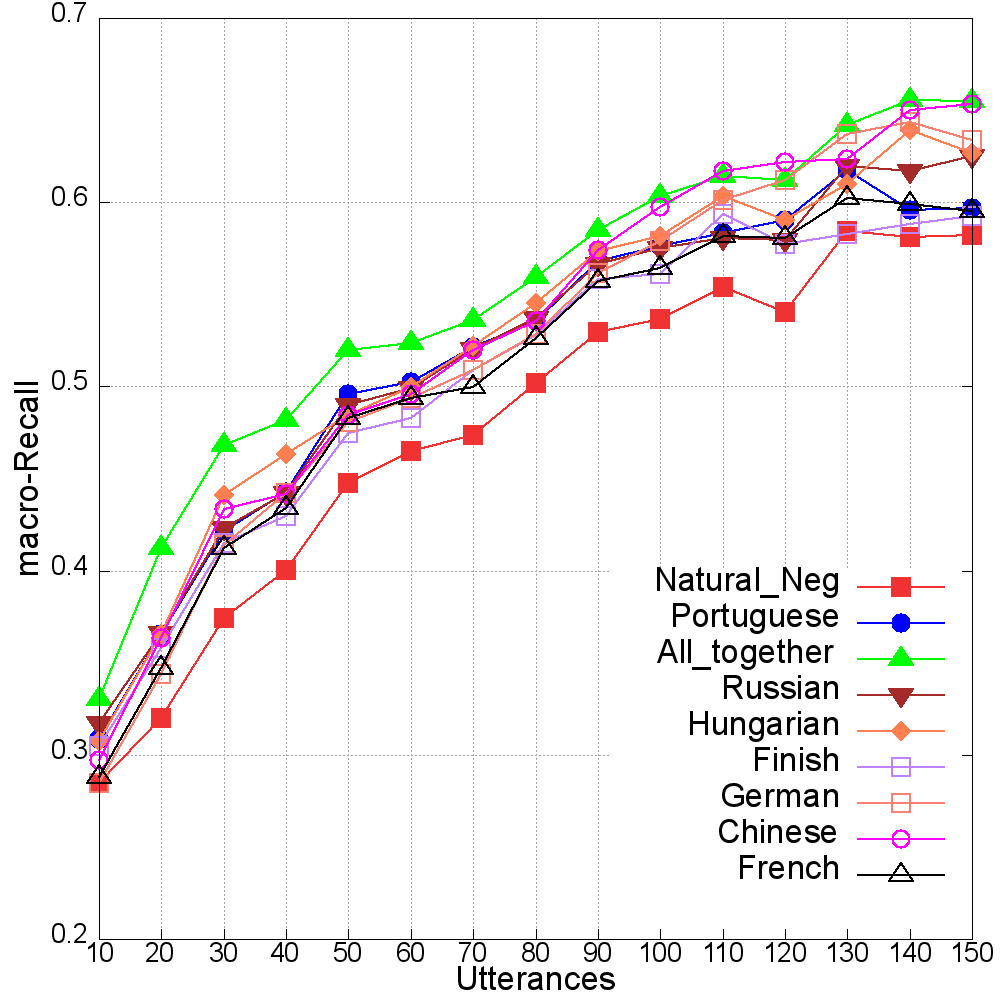 0.7
0.6
0.5
0.4
0.3
0.2
macro-Recall
Natural_Neg
Portuguese
All_together
Russian
Hungarian
Finish
German
Chinese
French
10 20 30 40 50 60 70 80 90 100 110 120 130 140 150
Utterances